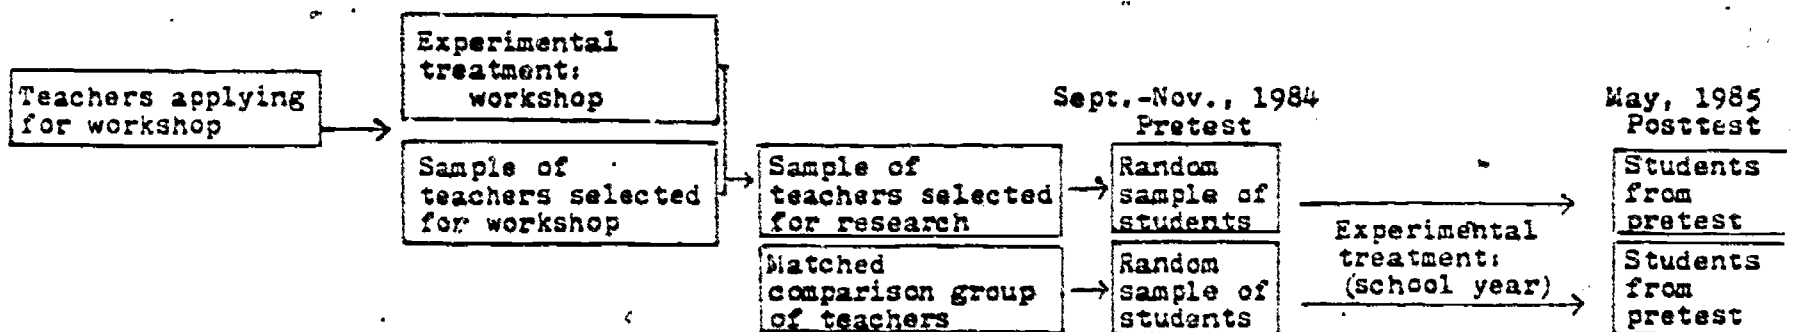 Teachers applying
for workshop
Experimental
treatment:
workshop
Sample of
teachers selected
for workshop
Sample of
teachers selected
for research
Matched
comparison group
of teachers
Sept.-Nov., 1984
Pretest
Random
sample of
students
Random
sample of
students
Experimental
treatment:
(school year)
May, 1985
Posttest
Students
from
pretest
Students
from
pretest